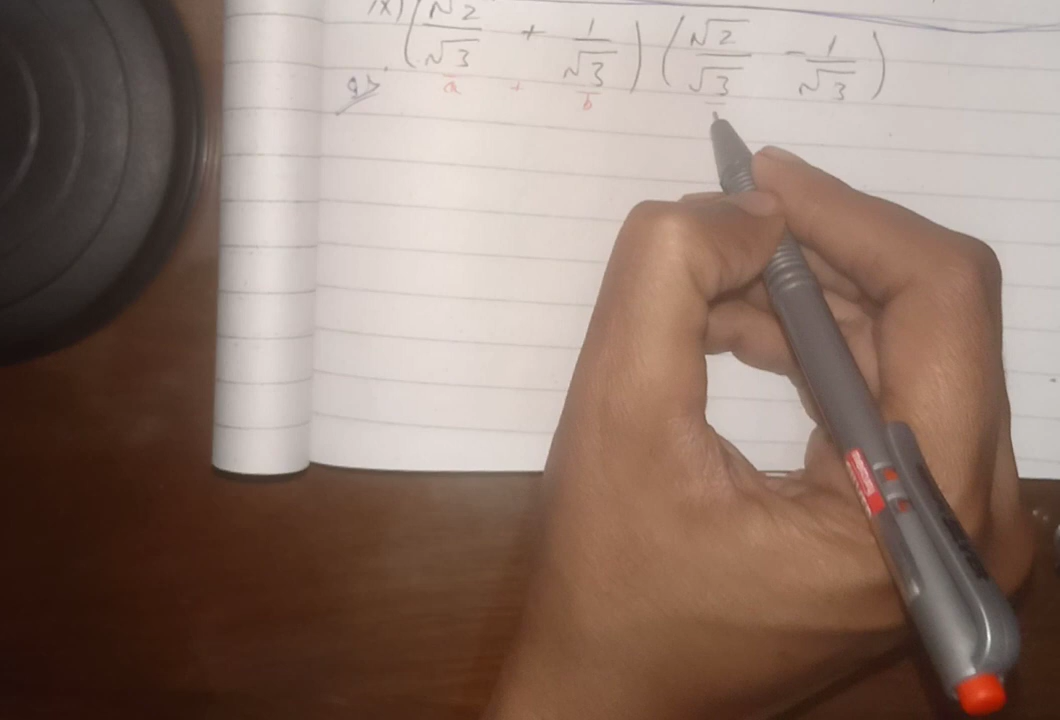 ix) (√2/√3 + 1/√3) (√2/√3 - 1/√3)
a + b